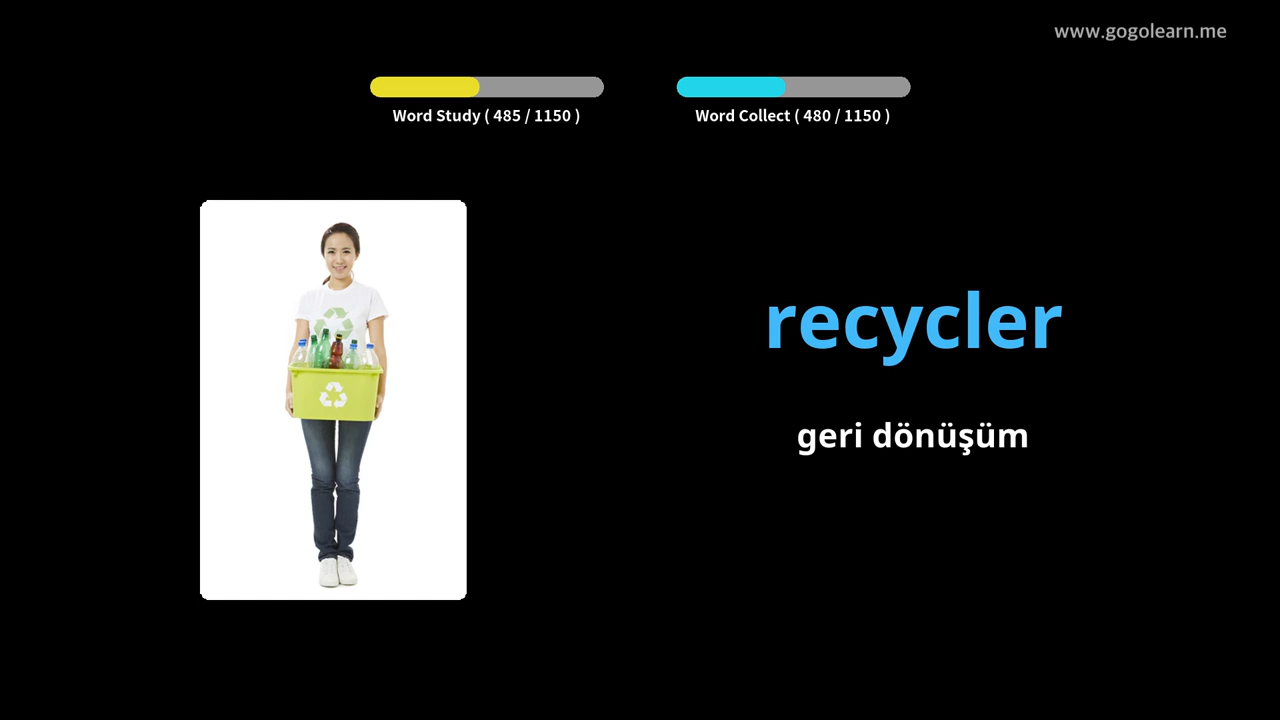 www.gogolearn.me
Word Study ( 485 / 1150 )
Word Collect ( 480 / 1150 )
recycler
geri dönüşüm